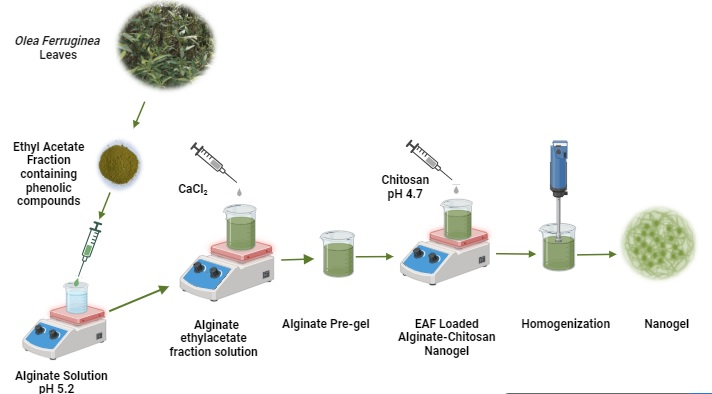 Olea Ferruginea
Leaves
Ethyl Acetate
Fraction
containing
phenolic
compounds
Alginate Solution
pH 5.2
CaCl₂
Alginate
ethylacetate
fraction solution
Alginate Pre-gel
Chitosan
pH 4.7
EAF Loaded
Alginate-Chitosan
Nanogel
Homogenization
Nanogel